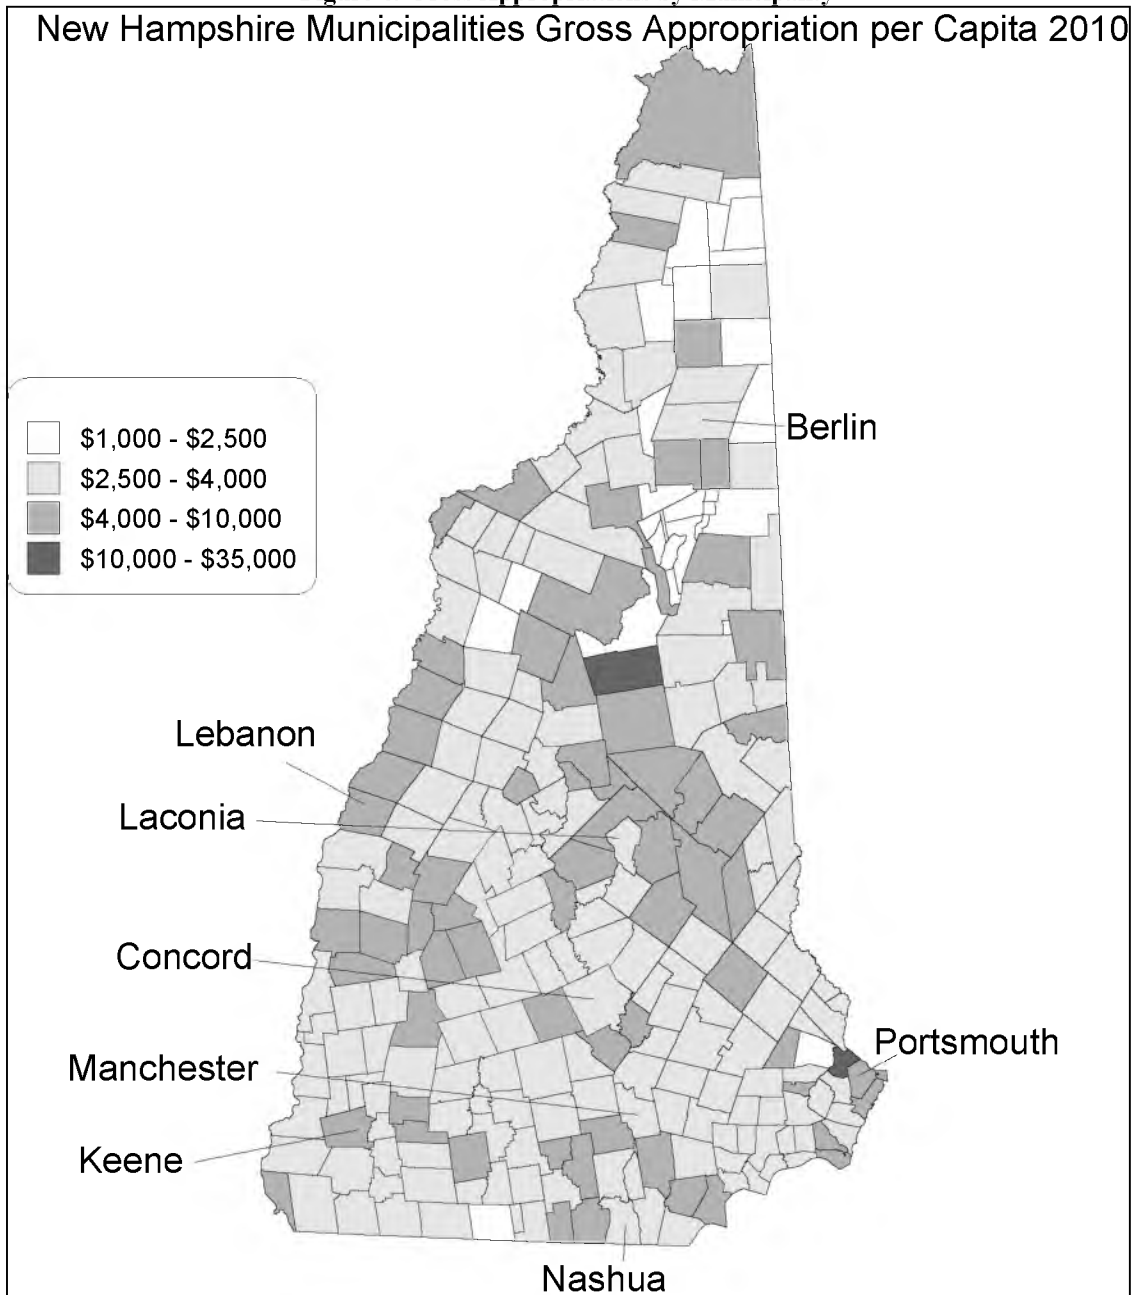 New Hampshire Municipalities Gross Appropriation per Capita 2010
$1,000 - $2,500
$2,500 - $4,000
$4,000 - $10,000
$10,000 - $35,000
Berlin
Lebanon
Laconia
Concord
Portsmouth
Manchester
Keene
Nashua